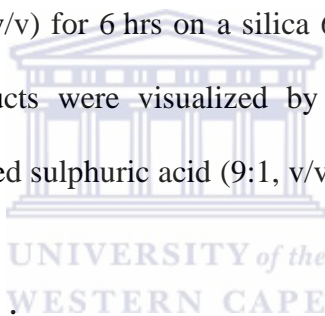 v/v) for 6 hrs on a silica
ucts were visualized by
ed sulphuric acid (9:1, v/v
UNIVERSITY of the
WESTERN CAPE
.